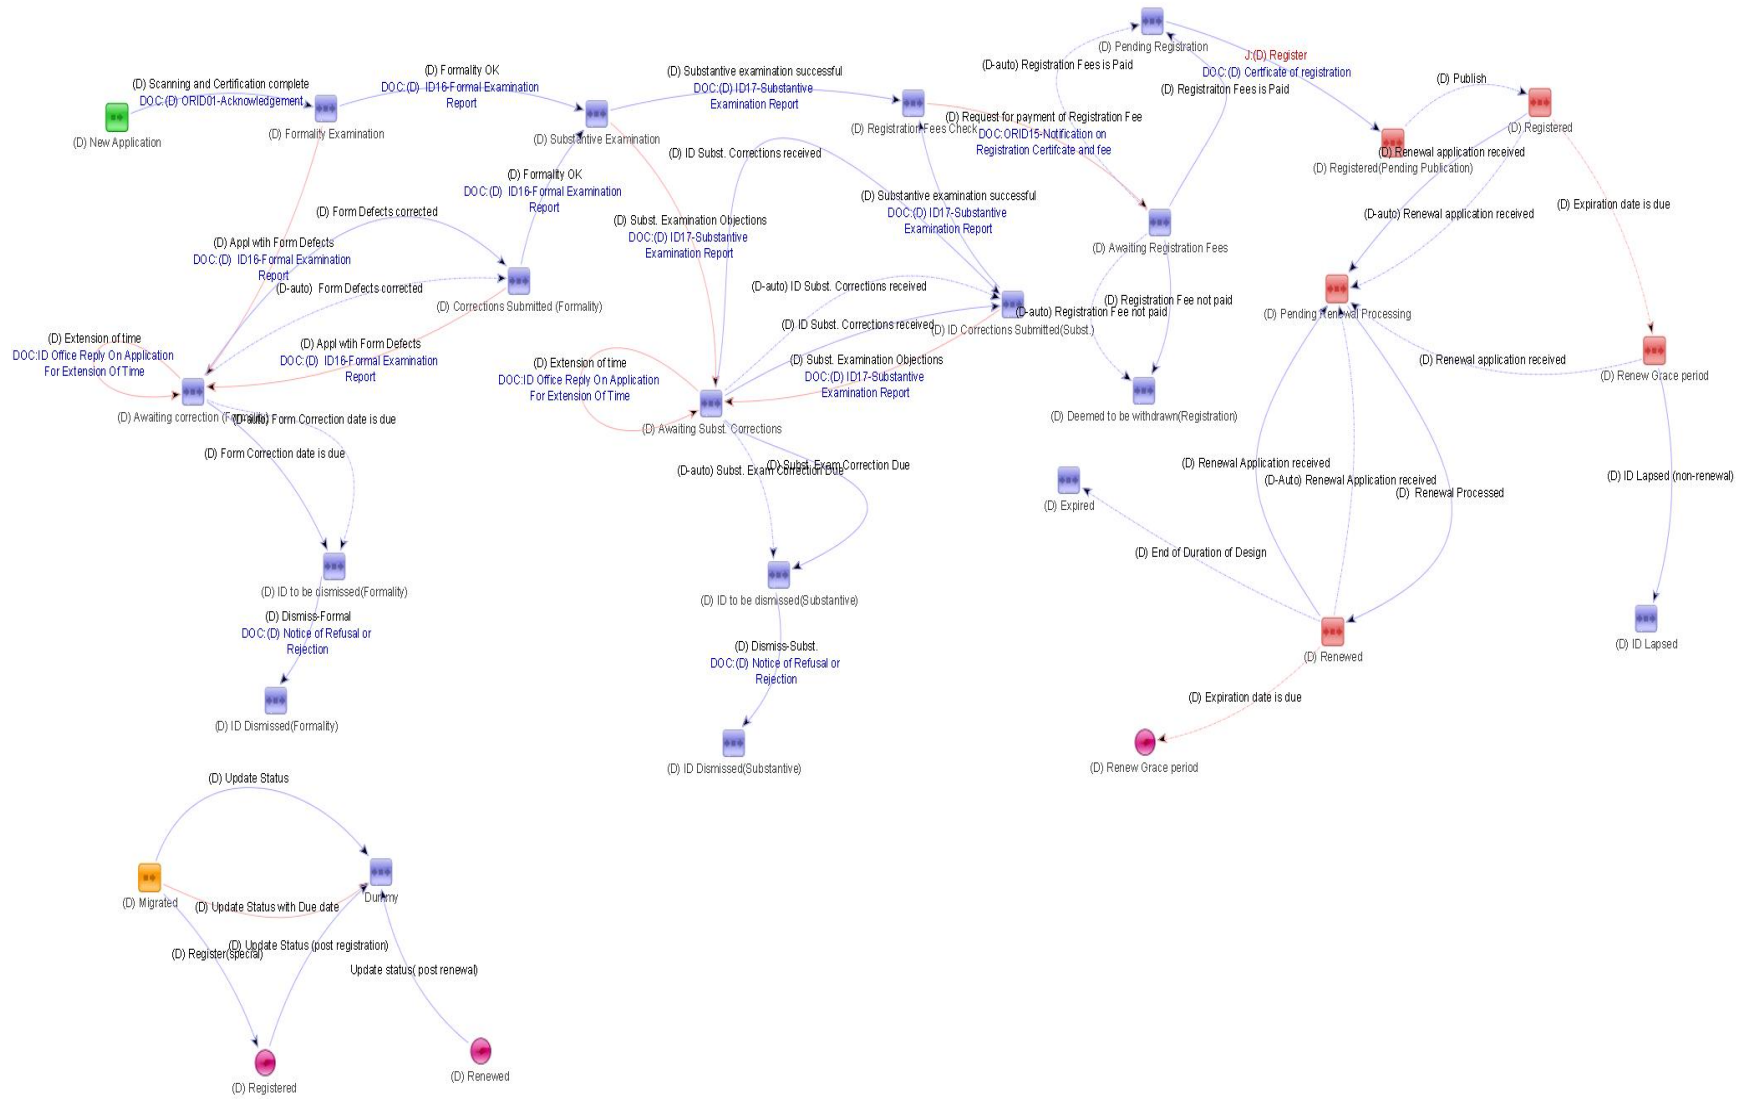 (D) Scanning and Certification complete
DOC:(D) ORID01-Acknowledgement
(D) New Application
(D) Formality Examination
(D) Formality OK
DOC:(D)  ID16-Formal Examination
Report
(D) Substantive Examination
(D) Substantive examination successful
DOC:(D) ID17-Substantive
Examination Report
(D) Registration Fees Check
(D) Request for payment of Registration Fee
DOC:ORID15-Notification on
Registration Certifcate and fee
(D-auto) Registration Fees is Paid
(D) Pending Registration
(D) Registraiton Fees is Paid
J:(D) Register
DOC:(D) Certficate of registration
(D) Publish
(D) Registered
(D) Registered(Pending Publication)
(D) Renewal application received
(D-auto) Renewal application received
(D) Expiration date is due
(D) Formality OK
DOC:(D)  ID16-Formal Examination
Report
(D) ID Subst. Corrections received
(D) Substantive examination successful
DOC:(D) ID17-Substantive
Examination Report
(D) Form Defects corrected
(D) Subst. Examination Objections
DOC:(D) ID17-Substantive
Examination Report
(D) Appl wtih Form Defects
DOC:(D)  ID16-Formal Examination
Report
(D-auto)  Form Defects corrected
(D) Corrections Submitted (Formality)
(D) Awaiting Registration Fees
(D-auto) ID Subst. Corrections received
(D) ID Subst. Corrections received
(D) ID Corrections Submitted(Subst.)
(D-auto) Registration Fee not paid
(D) Registration Fee not paid
(D) Pending Renewal Processing
(D) Extension of time
DOC:ID Office Reply On Application
For Extension Of Time
(D) Appl wtih Form Defects
DOC:(D)  ID16-Formal Examination
Report
(D) Extension of time
DOC:ID Office Reply On Application
For Extension Of Time
(D) Subst. Examination Objections
DOC:(D) ID17-Substantive
Examination Report
(D) Renewal application received
(D) Renew Grace period
(D) Awaiting correction (Formality)
(D-auto) Form Correction date is due
(D) Form Correction date is due
(D) Awaiting Subst. Corrections
(D) Deemed to be withdrawn(Registration)
(D-auto) Subst. Exam Correction Due
(D) Subst. Exam Correction Due
(D) Renewal Application received
(D-Auto) Renewal Application received
(D)  Renewal Processed
(D) ID Lapsed (non-renewal)
(D) Expired
(D) End of Duration of Design
(D) ID to be dismissed(Formality)
(D) ID to be dismissed(Substantive)
(D) Dismiss-Formal
DOC:(D) Notice of Refusal or
Rejection
(D) Dismiss-Subst.
DOC:(D) Notice of Refusal or
Rejection
(D) Renewed
(D) ID Lapsed
(D) Expiration date is due
(D) ID Dismissed(Formality)
(D) ID Dismissed(Substantive)
(D) Renew Grace period
(D) Update Status
(D) Migrated
Dummy
(D) Update Status with Due date
(D) Update Status (post registration)
(D) Register(special)
Update status( post renewal)
(D) Registered
(D) Renewed